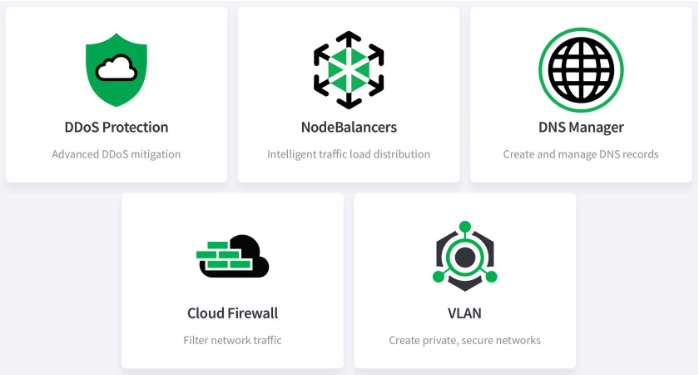 DDoS Protection
Advanced DDoS mitigation
NodeBalancers
Intelligent traffic load distribution
DNS Manager
Create and manage DNS records
Cloud Firewall
Filter network traffic
VLAN
Create private, secure networks